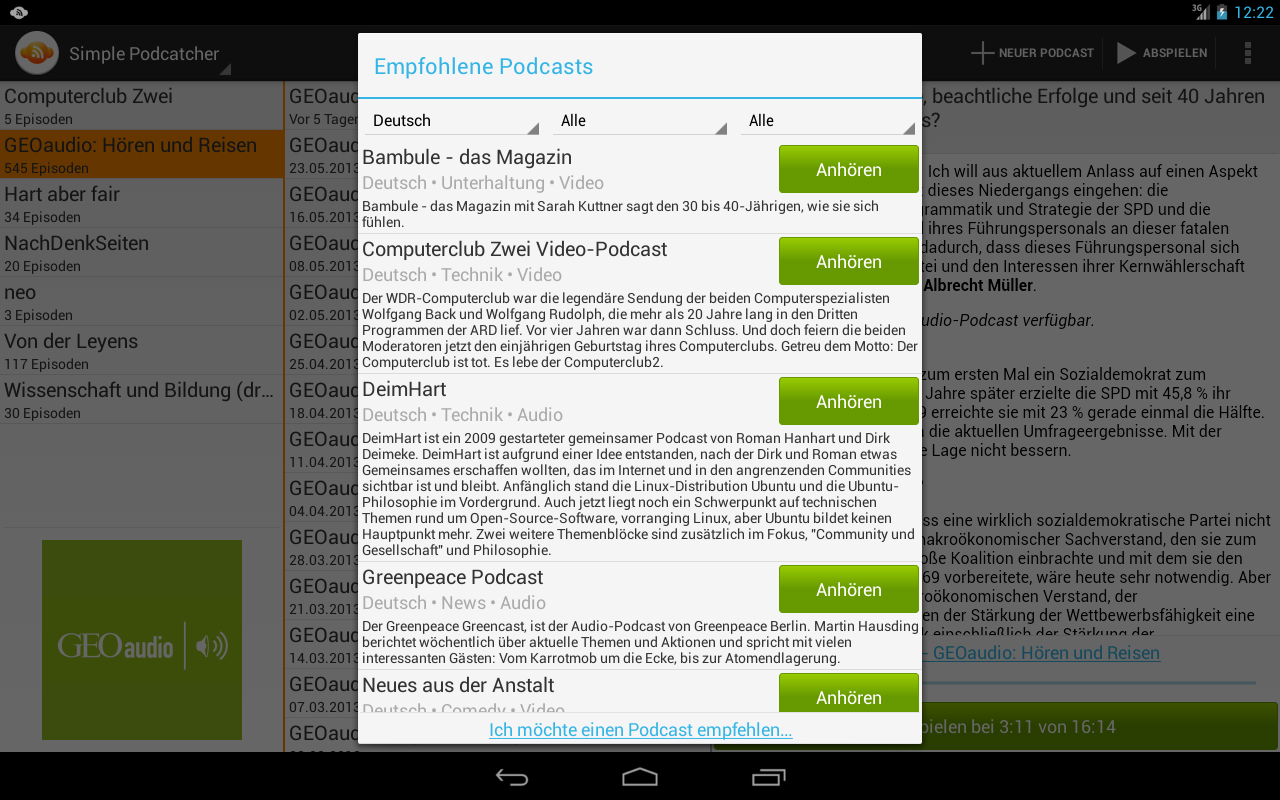 3G
12:22
Simple Podcatcher
NEUER PODCAST
ABSPIELEN
Computerclub Zwei
5 Episoden
GEOaudio: Hören und Reisen
545 Episoden
Hart aber fair
34 Episoden
NachDenkSeiten
20 Episoden
neo
3 Episoden
Von der Leyens
117 Episoden
Wissenschaft und Bildung (dr…
30 Episoden
GEOaudio
GEOaud
Vor 5 Tagen
GEOaud
23.05.2013
GEOaud
16.05.2013
GEOaud
08.05.2013
GEOaud
02.05.2013
GEOaud
25.04.2013
GEOaud
18.04.2013
GEOaud
11.04.2013
GEOaud
04.04.2013
GEOaud
28.03.2013
GEOaud
21.03.2013
GEOaud
14.03.2013
GEOaud
07.03.2013
GEOaud
Empfohlene Podcasts
Deutsch
Alle
Alle
Bambule - das Magazin
Anhören
Deutsch • Unterhaltung • Video
Bambule - das Magazin mit Sarah Kuttner sagt den 30 bis 40-Jährigen, wie sie sich
fühlen.
Computerclub Zwei Video-Podcast
Anhören
Deutsch • Technik • Video
Der WDR-Computerclub war die legendäre Sendung der beiden Computerspezialisten
Wolfgang Back und Wolfgang Rudolph, die mehr als 20 Jahre lang in den Dritten
Programmen der ARD lief. Vor vier Jahren war dann Schluss. Und doch feiern die beiden
Moderatoren jetzt den einjährigen Geburtstag ihres Computerclubs. Getreu dem Motto: Der
Computerclub ist tot. Es lebe der Computerclub2.
DeimHart
Anhören
Deutsch • Technik • Audio
DeimHart ist ein 2009 gestarteter gemeinsamer Podcast von Roman Hanhart und Dirk
Deimeke. DeimHart ist aufgrund einer Idee entstanden, nach der Dirk und Roman etwas
Gemeinsames erschaffen wollten, das im Internet und in den angrenzenden Communities
sichtbar ist und bleibt. Anfänglich stand die Linux-Distribution Ubuntu und die Ubuntu-
Philosophie im Vordergrund. Auch jetzt liegt noch ein Schwerpunkt auf technischen
Themen rund um Open-Source-Software, vorranging Linux, aber Ubuntu bildet keinen
Hauptpunkt mehr. Zwei weitere Themenblöcke sind zusätzlich im Fokus, "Community und
Gesellschaft" und Philosophie.
Greenpeace Podcast
Anhören
Deutsch • News • Audio
Der Greenpeace Greencast, ist der Audio-Podcast von Greenpeace Berlin. Martin Hausding
berichtet wöchentlich über aktuelle Themen und Aktionen und spricht mit vielen
interessanten Gästen: Vom Karrotmob um die Ecke, bis zur Atomendlagerung.
Neues aus der Anstalt
Anhören
Deutsch • Comedy • Video
Ich möchte einen Podcast empfehlen...
, beachtliche Erfolge und seit 40 Jahren
s?
Ich will aus aktuellem Anlass auf einen Aspekt
dieses Niedergangs eingehen: die
grammatik und Strategie der SPD und die
ihres Führungspersonals an dieser fatalen
dadurch, dass dieses Führungspersonal sich
tei und den Interessen ihrer Kernwählerschaft
Albrecht Müller.
udio-Podcast verfügbar.
zum ersten Mal ein Sozialdemokrat zum
Jahre später erzielte die SPD mit 45,8 % ihr
9 erreichte sie mit 23 % gerade einmal die Hälfte.
die aktuellen Umfrageergebnisse. Mit der
e Lage nicht bessern.
ss eine wirklich sozialdemokratische Partei nicht
nakroökonomischer Sachverstand, den sie zum
oße Koalition einbrachte und mit dem sie den
69 vorbereitete, wäre heute sehr notwendig. Aber
roökonomischen Verstand, der
en der Stärkung der Wettbewerbsfähigkeit eine
k einschließlich der Stärkung der
- GEOaudio: Hören und Reisen
pielen bei 3:11 von 16:14